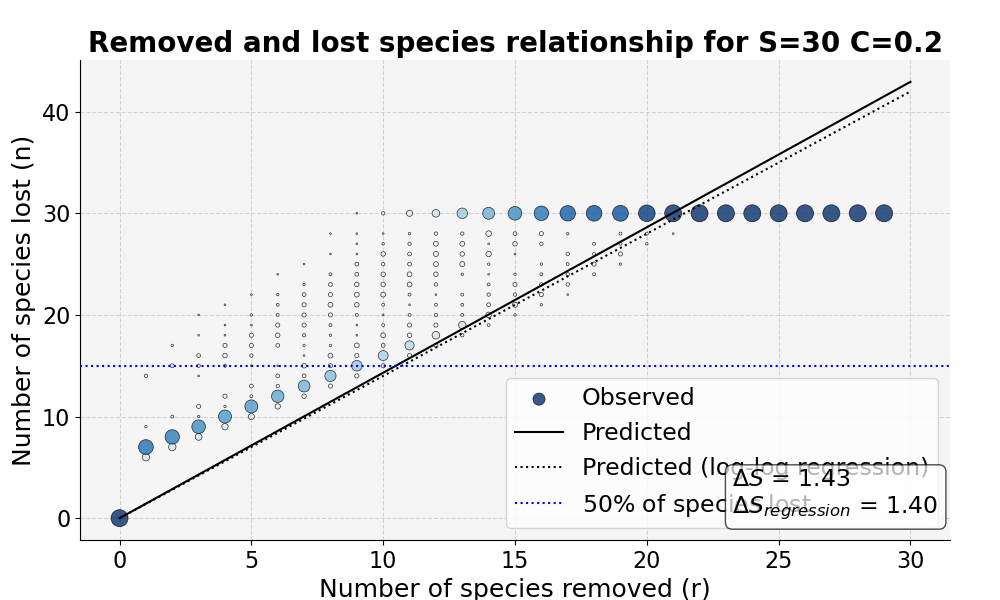 Removed and lost species relationship for S=30 C=0.2
Number of species lost (n)
40
30
20
10
0
Observed
Predicted
Predicted (log-log regression)
50% of species lost
ΔS = 1.43
ΔS_regression = 1.40
0 5 10 15 20 25 30
Number of species removed (r)